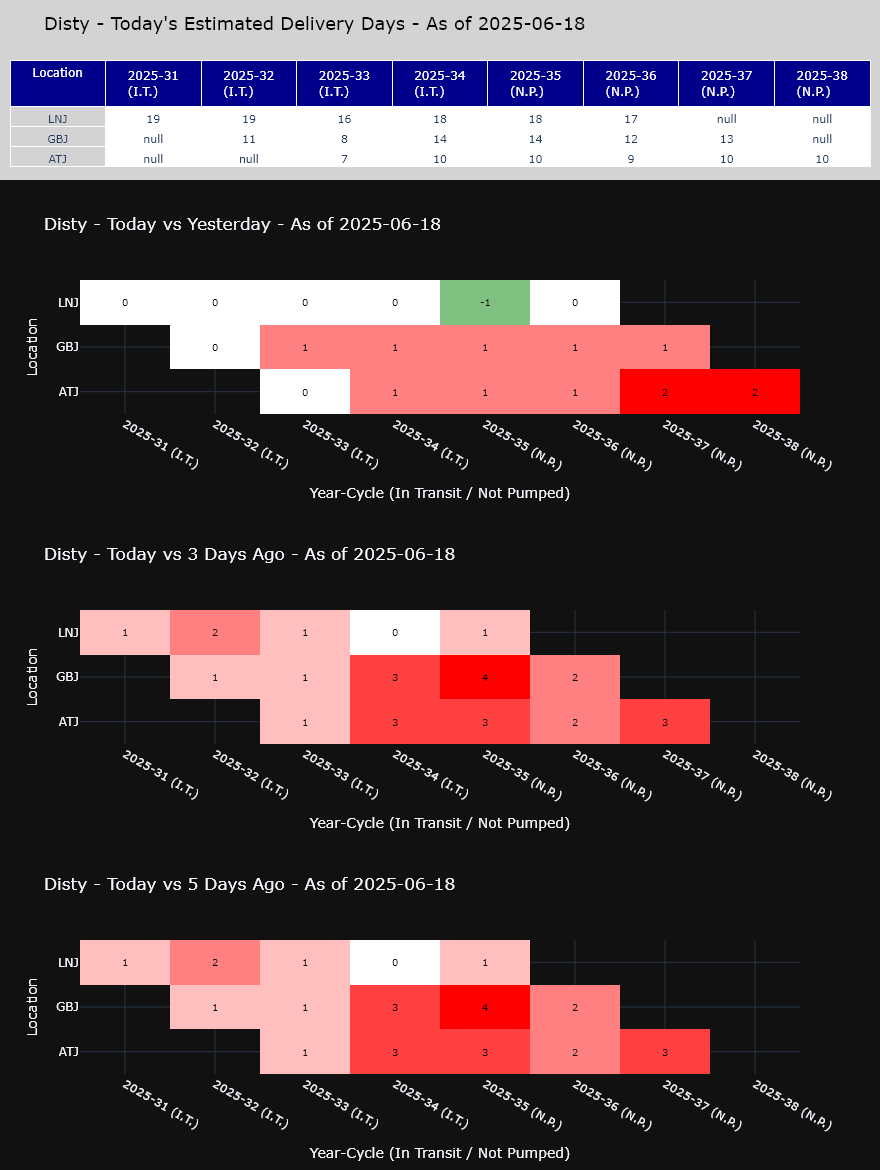 Disty - Today's Estimated Delivery Days - As of 2025-06-18
Location 2025-31 (I.T.) 2025-32 (I.T.) 2025-33 (I.T.) 2025-34 (I.T.) 2025-35 (N.P.) 2025-36 (N.P.) 2025-37 (N.P.) 2025-38 (N.P.)
LNJ 19 19 16 18 18 17 null null
GBJ null 11 8 14 14 12 13 null
ATJ null null 7 10 10 9 10 10
Disty - Today vs Yesterday - As of 2025-06-18
Location
LNJ 0 0 0 0 -1 0
GBJ 0 1 1 1 1 1
ATJ 0 1 1 1 2 2
2025-31 (I.T.) 2025-32 (I.T.) 2025-33 (I.T.) 2025-34 (I.T.) 2025-35 (N.P.) 2025-36 (N.P.) 2025-37 (N.P.) 2025-38 (N.P.)
Year-Cycle (In Transit / Not Pumped)
Disty - Today vs 3 Days Ago - As of 2025-06-18
Location
LNJ 1 2 1 0 1
GBJ 1 1 3 4 2
ATJ 1 3 3 2 3
2025-31 (I.T.) 2025-32 (I.T.) 2025-33 (I.T.) 2025-34 (I.T.) 2025-35 (N.P.) 2025-36 (N.P.) 2025-37 (N.P.) 2025-38 (N.P.)
Year-Cycle (In Transit / Not Pumped)
Disty - Today vs 5 Days Ago - As of 2025-06-18
Location
LNJ 1 2 1 0 1
GBJ 1 1 3 4 2
ATJ 1 3 3 2 3
2025-31 (I.T.) 2025-32 (I.T.) 2025-33 (I.T.) 2025-34 (I.T.) 2025-35 (N.P.) 2025-36 (N.P.) 2025-37 (N.P.) 2025-38 (N.P.)
Year-Cycle (In Transit / Not Pumped)